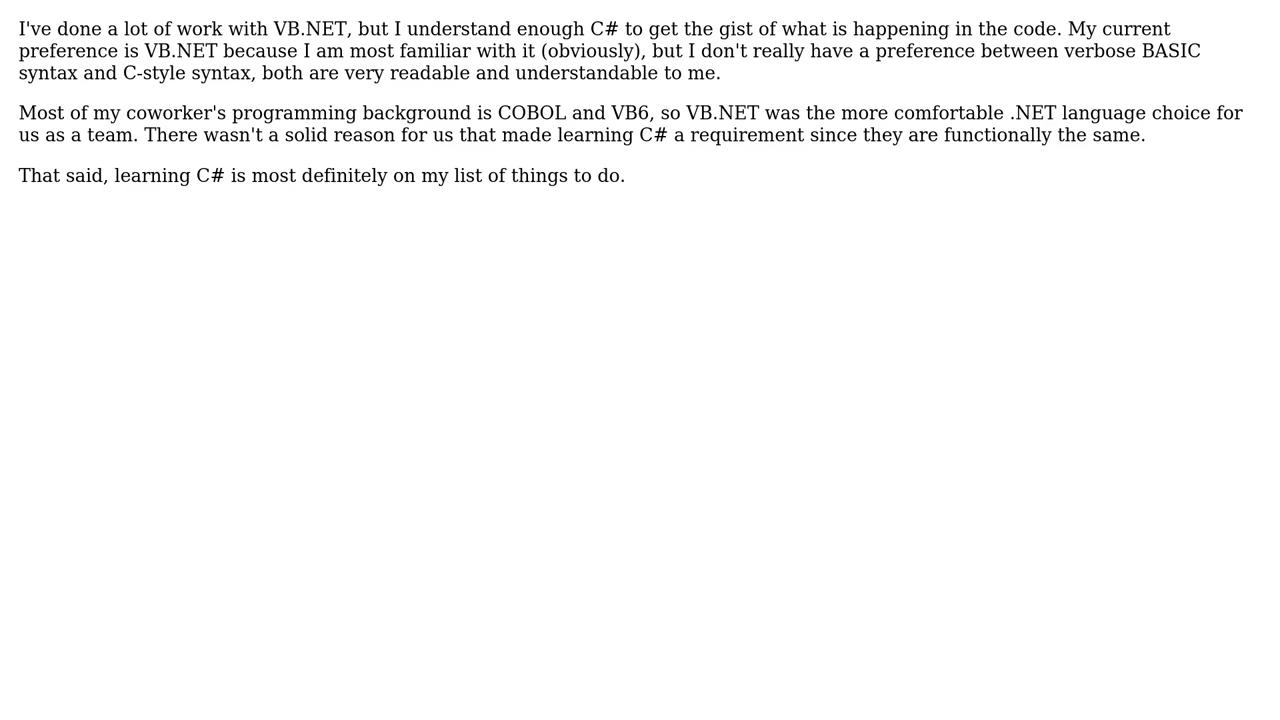 I've done a lot of work with VB.NET, but I understand enough C# to get the gist of what is happening in the code. My current
preference is VB.NET because I am most familiar with it (obviously), but I don't really have a preference between verbose BASIC
syntax and C-style syntax, both are very readable and understandable to me.
Most of my coworker's programming background is COBOL and VB6, so VB.NET was the more comfortable .NET language choice for
us as a team. There wasn't a solid reason for us that made learning C# a requirement since they are functionally the same.
That said, learning C# is most definitely on my list of things to do.